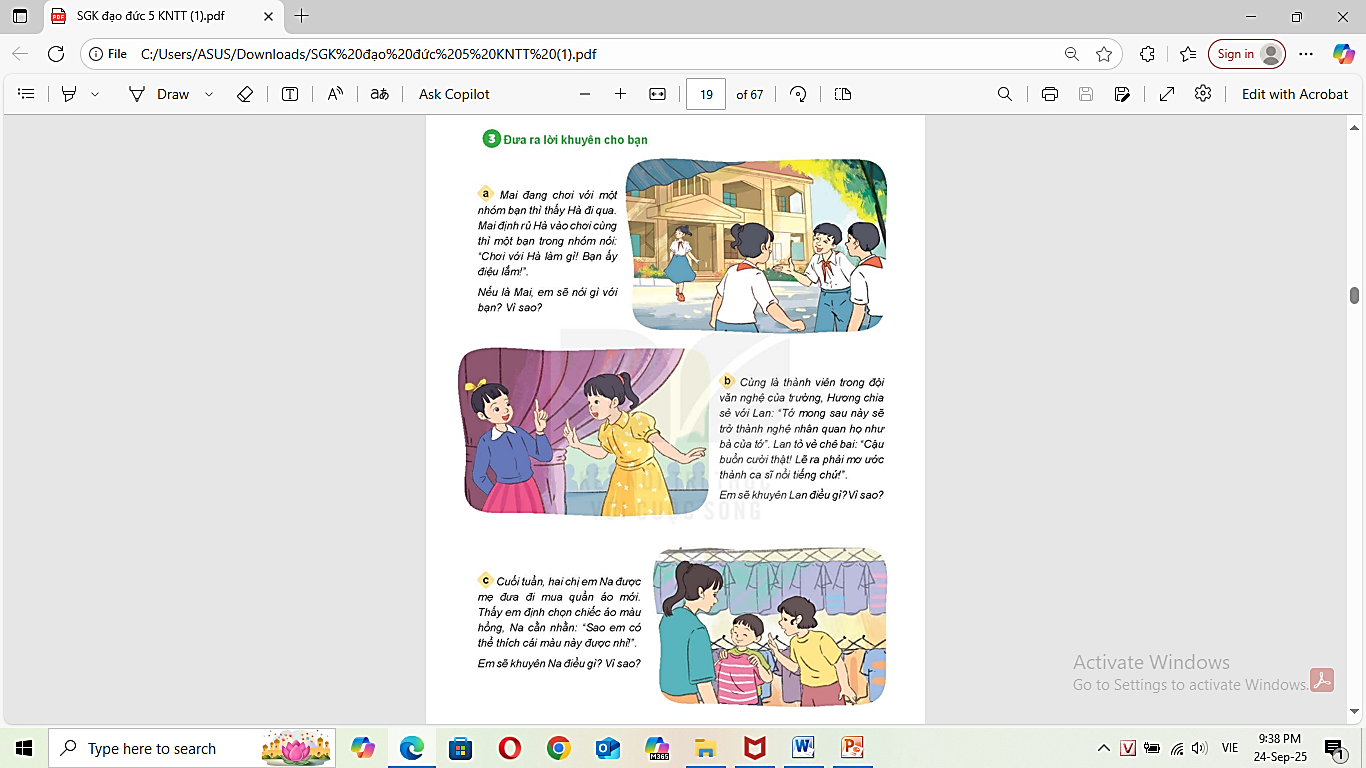 SGK đạo đức 5 KNTT (1).pdf
File
C:/Users/ASUS/Downloads/SGK%20đạo%20đức%205%20KNTT%20(1).pdf
Sign in
Draw
Ask Copilot
19
of 67
Edit with Acrobat
3 Đưa ra lời khuyên cho bạn
a Mai đang chơi với một
nhóm bạn thì thấy Hà đi qua.
Mai định rủ Hà vào chơi cùng
thì một bạn trong nhóm nói:
“Chơi với Hà làm gì! Bạn ấy
điệu lắm!”.
Nếu là Mai, em sẽ nói gì với
bạn? Vì sao?
b Cùng là thành viên trong đội
văn nghệ của trường, Hương chia
sẻ với Lan: “Tớ mong sau này sẽ
trở thành nghệ nhân quan họ như
bà của tớ”. Lan tỏ vẻ chê bai: “Cậu
buồn cười thật! Lẽ ra phải mơ ước
thành ca sĩ nổi tiếng chứ!”.
Em sẽ khuyên Lan điều gì? Vì sao?
c Cuối tuần, hai chị em Na được
mẹ đưa đi mua quần áo mới.
Thấy em định chọn chiếc áo màu
hồng, Na cằn nhằn: “Sao em có
thể thích cái màu này được nhỉ!”.
Em sẽ khuyên Na điều gì? Vì sao?
Activate Windows
Go to Settings to activate Windows.
Type here to search
VIE
9:38 PM
24-Sep-25